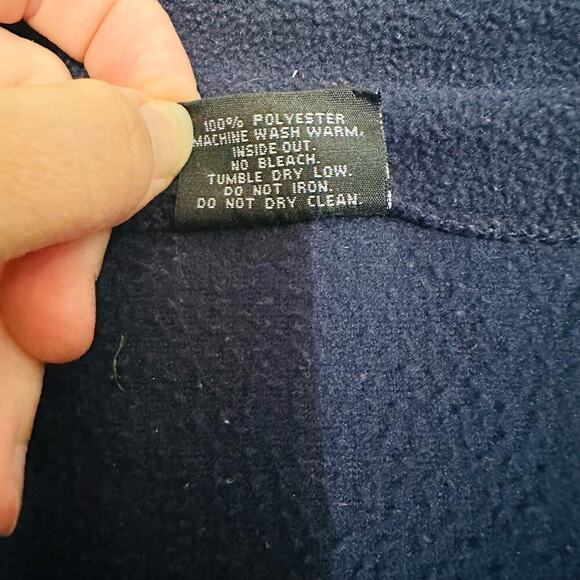 100% POLYESTER
MACHINE WASH WARM,
INSIDE OUT.
NO BLEACH.
TUMBLE DRY LOW.
DO NOT IRON.
DO NOT DRY CLEAN.